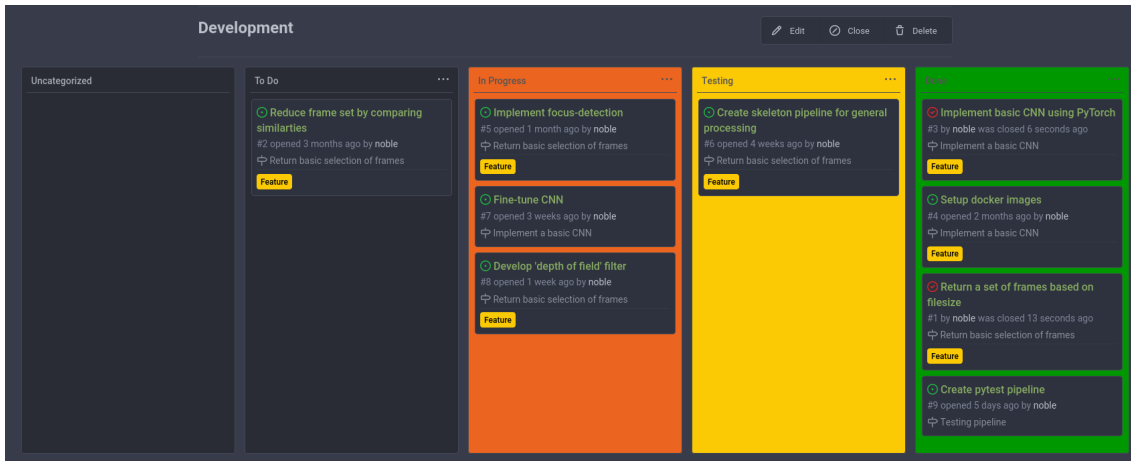 Development
Edit
Close
Delete
Uncategorized
To Do
...
Reduce frame set by comparing
similarties
#2 opened 3 months ago by noble
Return basic selection of frames
Feature
In Progress
...
Implement focus-detection
#5 opened 1 month ago by noble
Return basic selection of frames
Feature
Fine-tune CNN
#7 opened 3 weeks ago by noble
Implement a basic CNN
Develop 'depth of field' filter
#8 opened 1 week ago by noble
Return basic selection of frames
Feature
Testing
...
Create skeleton pipeline for general
processing
#6 opened 4 weeks ago by noble
Return basic selection of frames
Feature
...
Implement basic CNN using PyTorch
#3 by noble was closed 6 seconds ago
Implement a basic CNN
Feature
Setup docker images
#4 opened 2 months ago by noble
Implement a basic CNN
Feature
Return a set of frames based on
filesize
#1 by noble was closed 13 seconds ago
Return basic selection of frames
Feature
Create pytest pipeline
#9 opened 5 days ago by noble
Testing pipeline